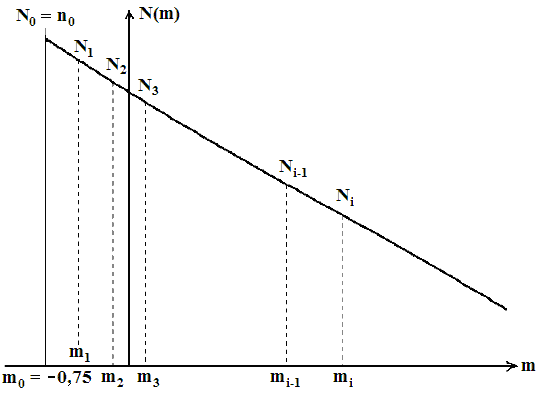 N₀ = n₀ N(m)
N₁
N₂
N₃
Nᵢ₋₁
Nᵢ
m₁
m₀ = −0,75 m₂ m₃ mᵢ₋₁ mᵢ m